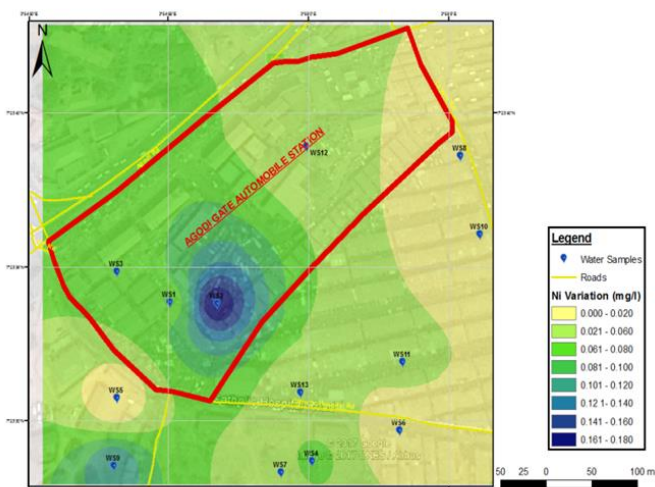 N
AGODI GATE AUTOMOBILE STATION
WS12
WS8
WS10
WS3
WS1
WS2
WS11
WS5
WS13
WS6
WS9
WS4
WS7
Legend
Water Samples
Roads
Ni Variation (mg/l)
0.000 - 0.020
0.021 - 0.060
0.061 - 0.080
0.081 - 0.100
0.101 - 0.120
0.121 - 0.140
0.141 - 0.160
0.161 - 0.180
50 25 0 50 100 m